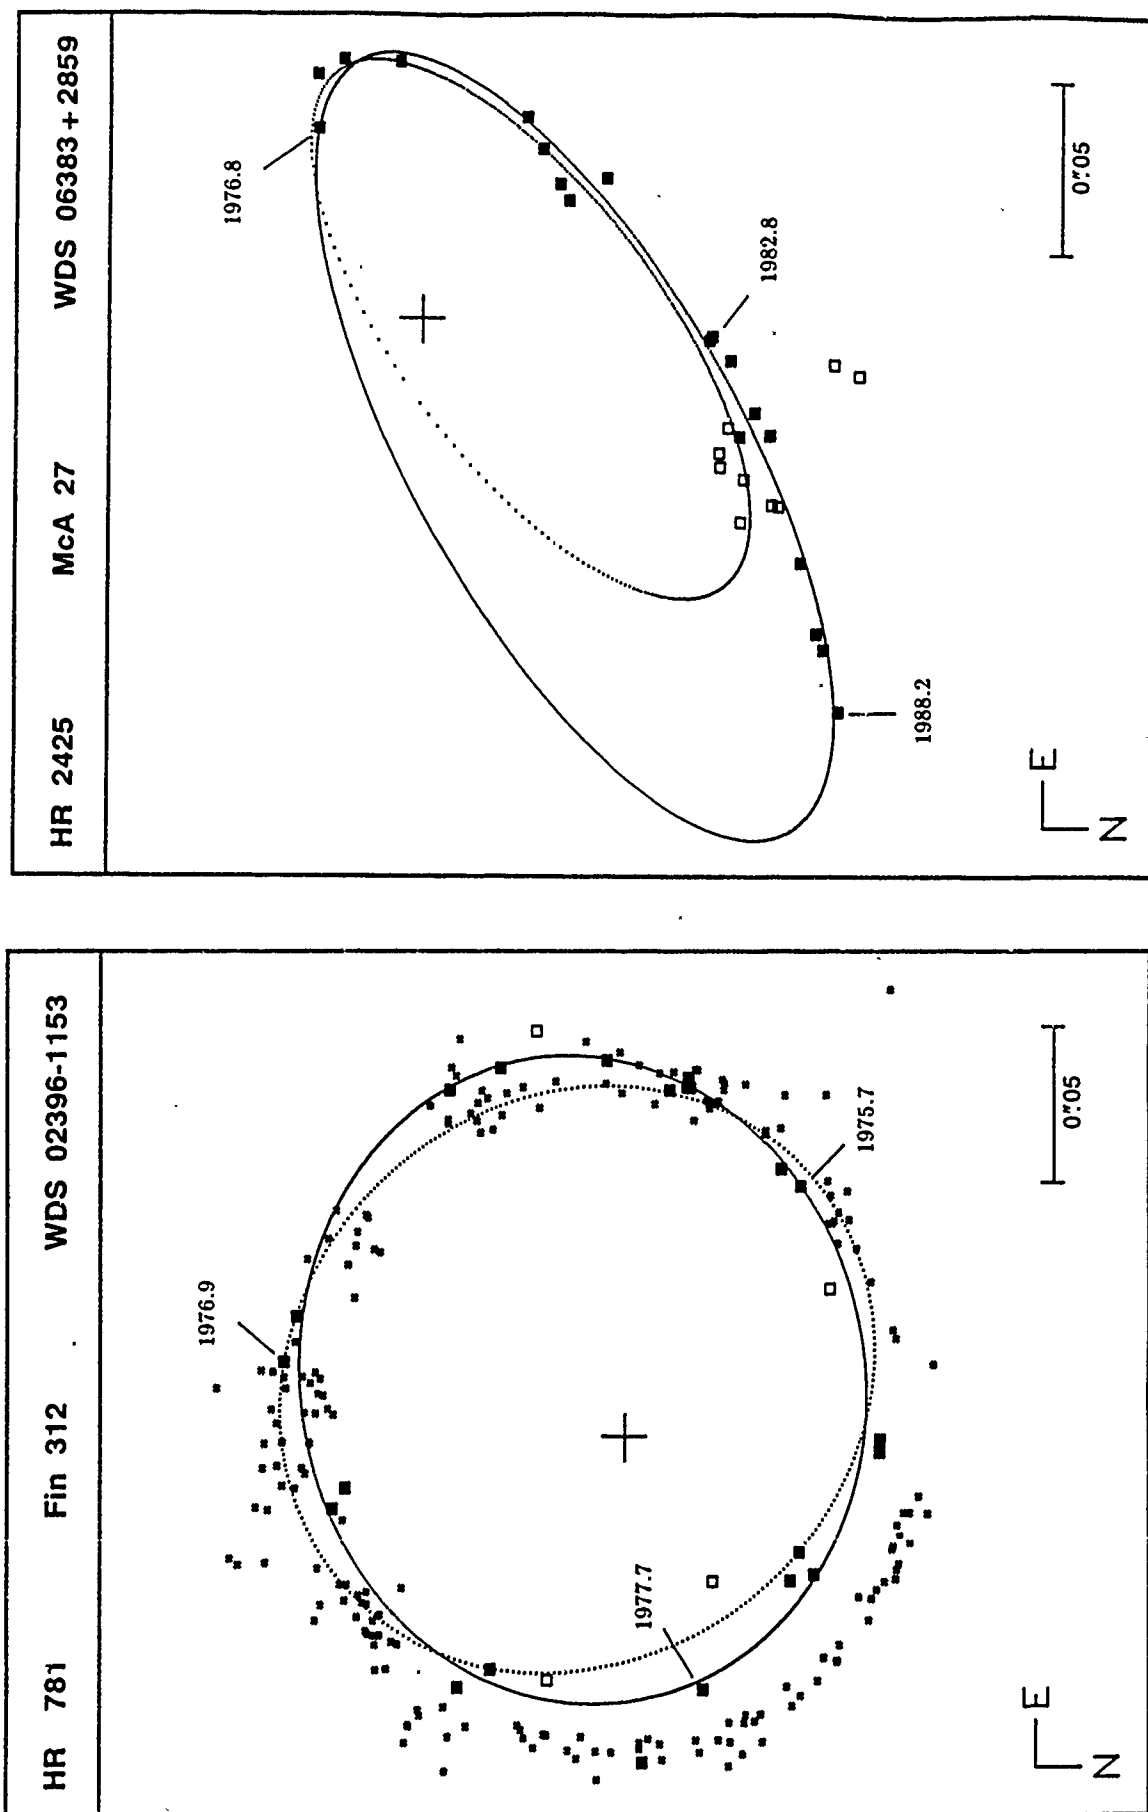 HR 2425 McA 27 WDS 06383+2859
1976.8
1982.8
1988.2
0".05
E
N
HR 781 Fin 312 WDS 02396-1153
1976.9
1975.7
1977.7
0".05
E
N